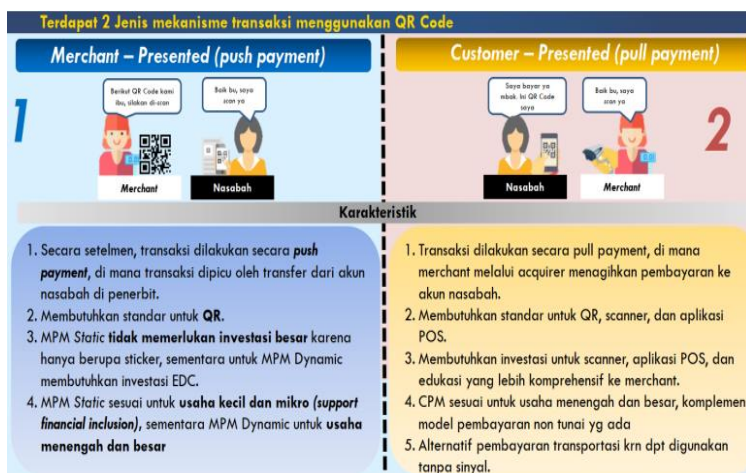 Terdapat 2 Jenis mekanisme transaksi menggunakan QR Code
Merchant – Presented (push payment)
1
Berikut QR Code kami
ibu, silakan di-scan
Baik bu, saya
scan ya
Merchant
Nasabah
Customer – Presented (pull payment)
2
Saya bayar ya
mbak. Ini QR Code
saya
Baik bu, saya
scan ya
Nasabah
Merchant
Karakteristik
1. Secara setelmen, transaksi dilakukan secara push
payment, di mana transaksi dipicu oleh transfer dari akun
nasabah di penerbit.
2. Membutuhkan standar untuk QR.
3. MPM Static tidak memerlukan investasi besar karena
hanya berupa sticker, sementara untuk MPM Dynamic
membutuhkan investasi EDC.
4. MPM Static sesuai untuk usaha kecil dan mikro (support
financial inclusion), sementara MPM Dynamic untuk usaha
menengah dan besar
1. Transaksi dilakukan secara pull payment, di mana
merchant melalui acquirer menagihkan pembayaran ke
akun nasabah.
2. Membutuhkan standar untuk QR, scanner, dan aplikasi
POS.
3. Membutuhkan investasi untuk scanner, aplikasi POS, dan
edukasi yang lebih komprehensif ke merchant.
4. CPM sesuai untuk usaha menengah dan besar, komplemen
model pembayaran non tunai yg ada
5. Alternatif pembayaran transportasi krn dpt digunakan
tanpa sinyal.